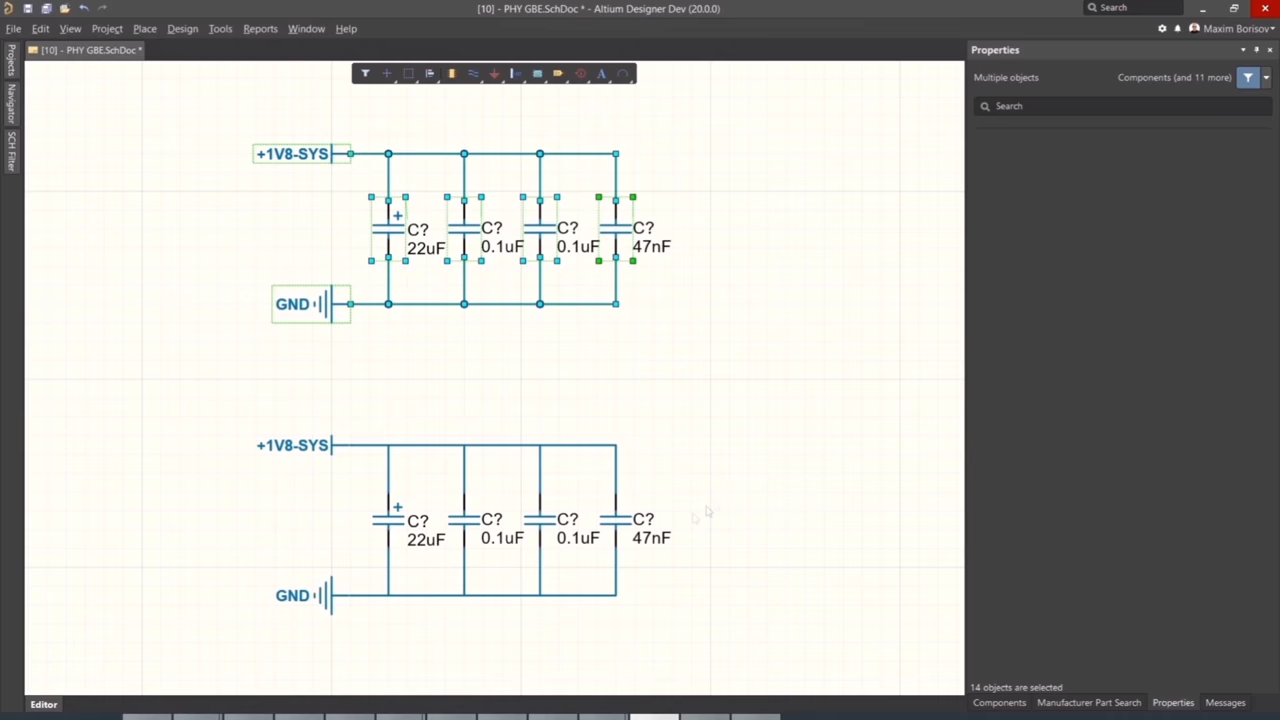 [10] - PHY GBE.SchDoc * - Altium Designer Dev (20.0.0)
Search
File Edit View Project Place Design Tools Reports Window Help
Maxim Borisov
[10] - PHY GBE.SchDoc *
Properties
Projects
Navigator
SCH Filter
Multiple objects
Components (and 11 more)
Search
+1V8-SYS
C? C? C? C?
22uF 0.1uF 0.1uF 47nF
GND
+1V8-SYS
C? C? C? C?
22uF 0.1uF 0.1uF 47nF
GND
14 objects are selected
Editor
Components Manufacturer Part Search Properties Messages